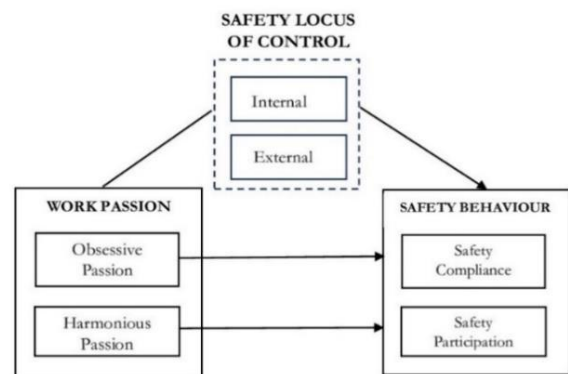 SAFETY LOCUS
OF CONTROL
Internal
External
WORK PASSION
Obsessive
Passion
Harmonious
Passion
SAFETY BEHAVIOUR
Safety
Compliance
Safety
Participation